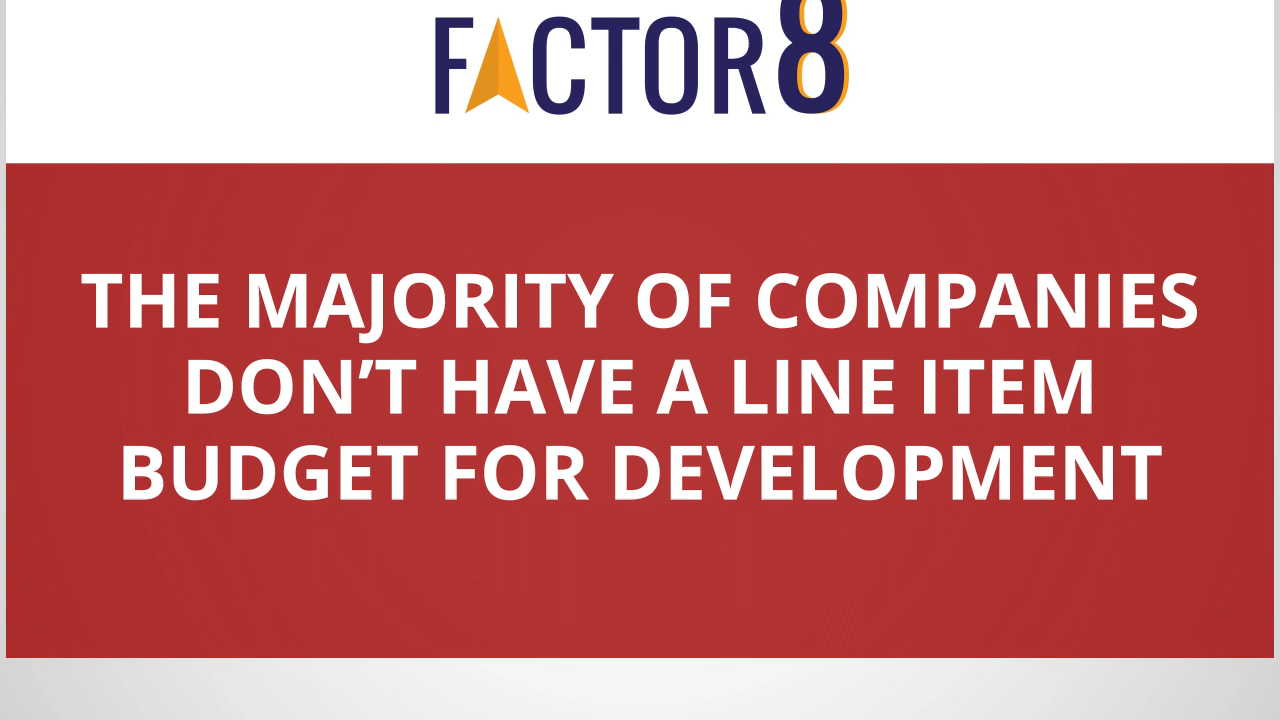 FACTOR8
THE MAJORITY OF COMPANIES
DON’T HAVE A LINE ITEM
BUDGET FOR DEVELOPMENT